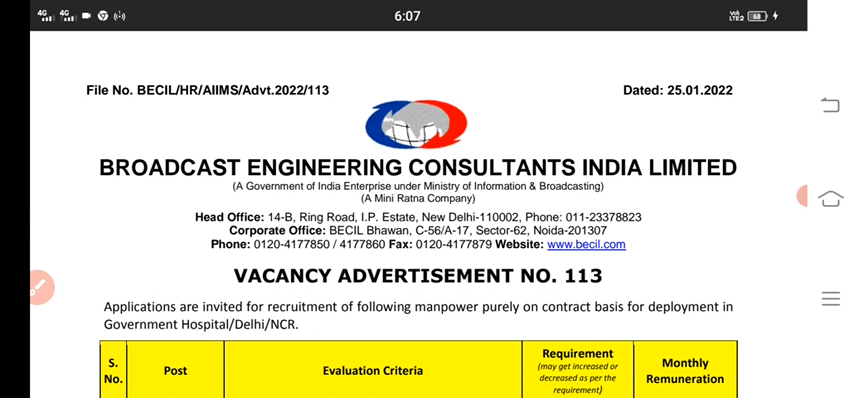 4G 4G 6:07 Vo) LTE2 68
File No. BECIL/HR/AIIMS/Advt.2022/113 Dated: 25.01.2022
BROADCAST ENGINEERING CONSULTANTS INDIA LIMITED
(A Government of India Enterprise under Ministry of Information & Broadcasting)
(A Mini Ratna Company)
Head Office: 14-B, Ring Road, I.P. Estate, New Delhi-110002, Phone: 011-23378823
Corporate Office: BECIL Bhawan, C-56/A-17, Sector-62, Noida-201307
Phone: 0120-4177850 / 4177860 Fax: 0120-4177879 Website: www.becil.com
VACANCY ADVERTISEMENT NO. 113
Applications are invited for recruitment of following manpower purely on contract basis for deployment in
Government Hospital/Delhi/NCR.
S. No. Post Evaluation Criteria Requirement (may get increased or decreased as per the requirement) Monthly Remuneration